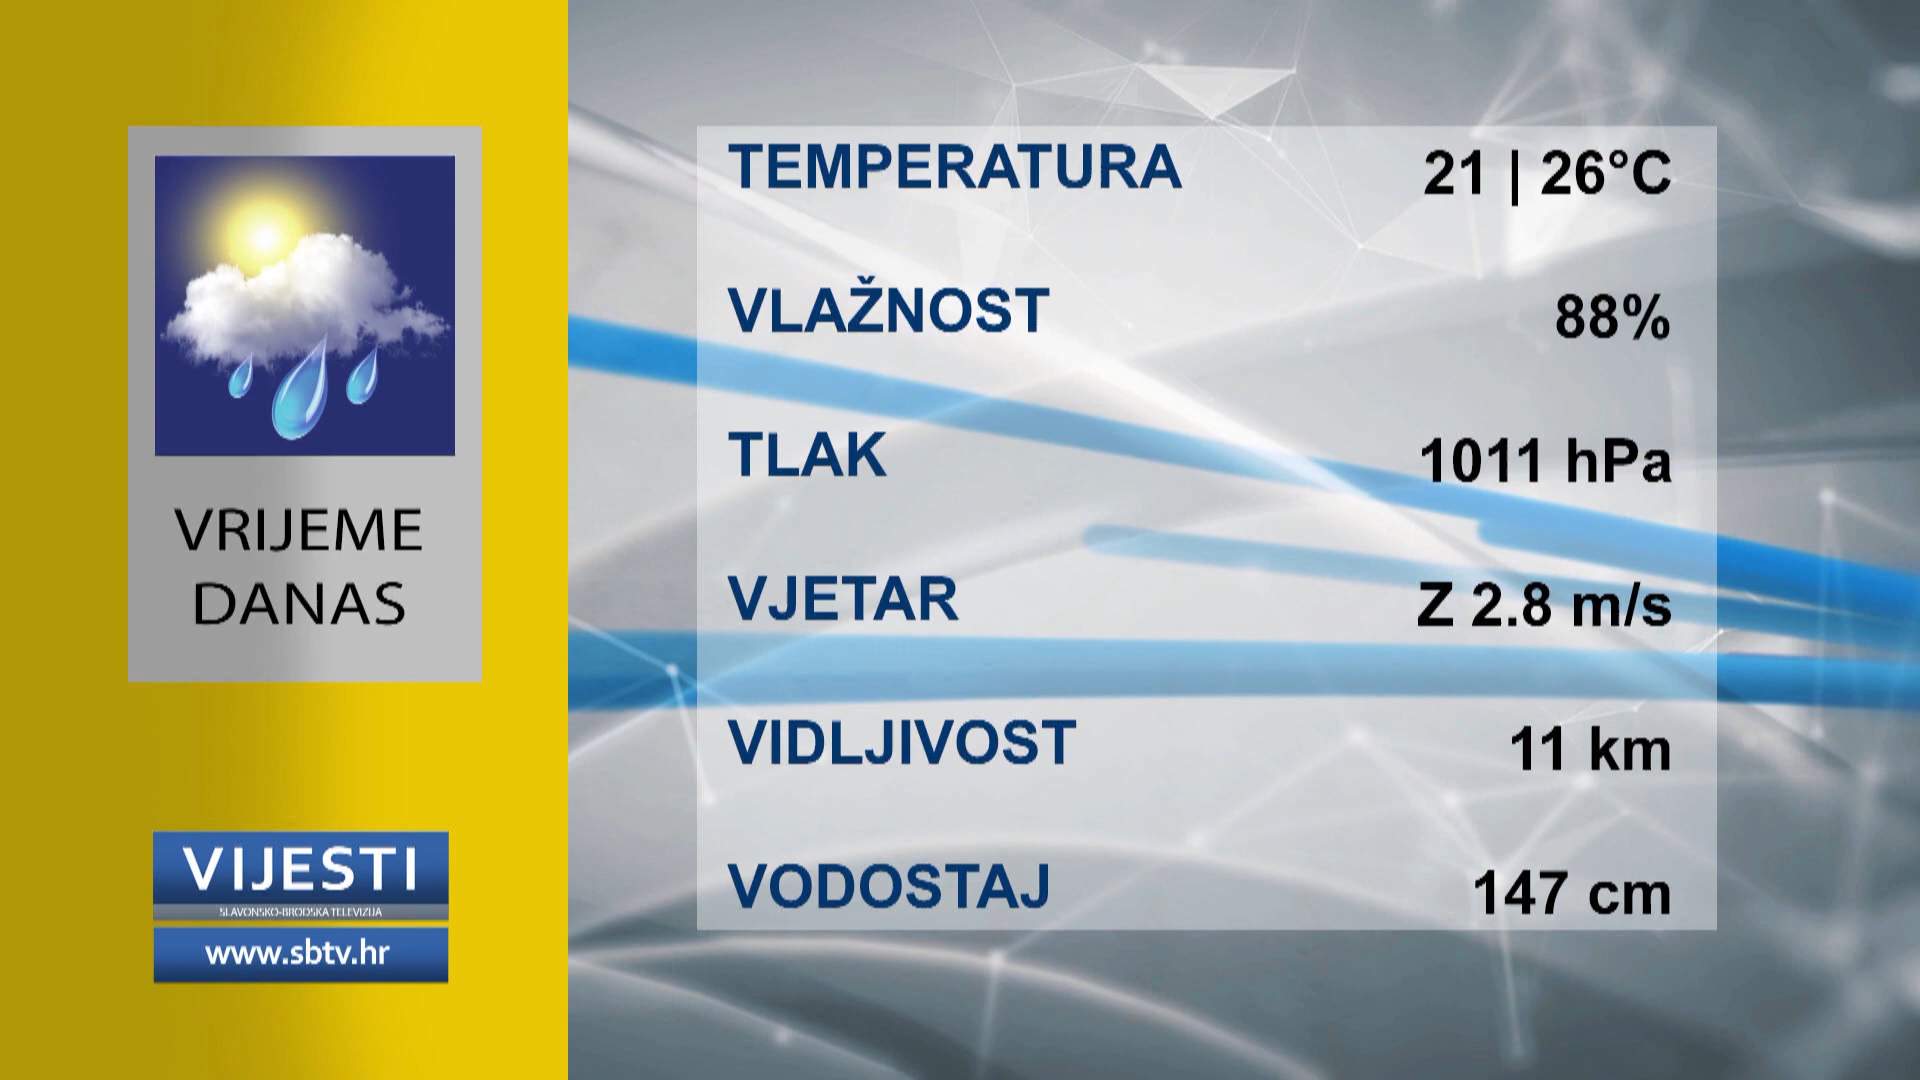 VRIJEME
DANAS
VIJESTI
SLAVONSKO-BRODSKA TELEVIZIJA
www.sbtv.hr
TEMPERATURA 21 | 26°C
VLAŽNOST 88%
TLAK 1011 hPa
VJETAR Z 2.8 m/s
VIDLJIVOST 11 km
VODOSTAJ 147 cm